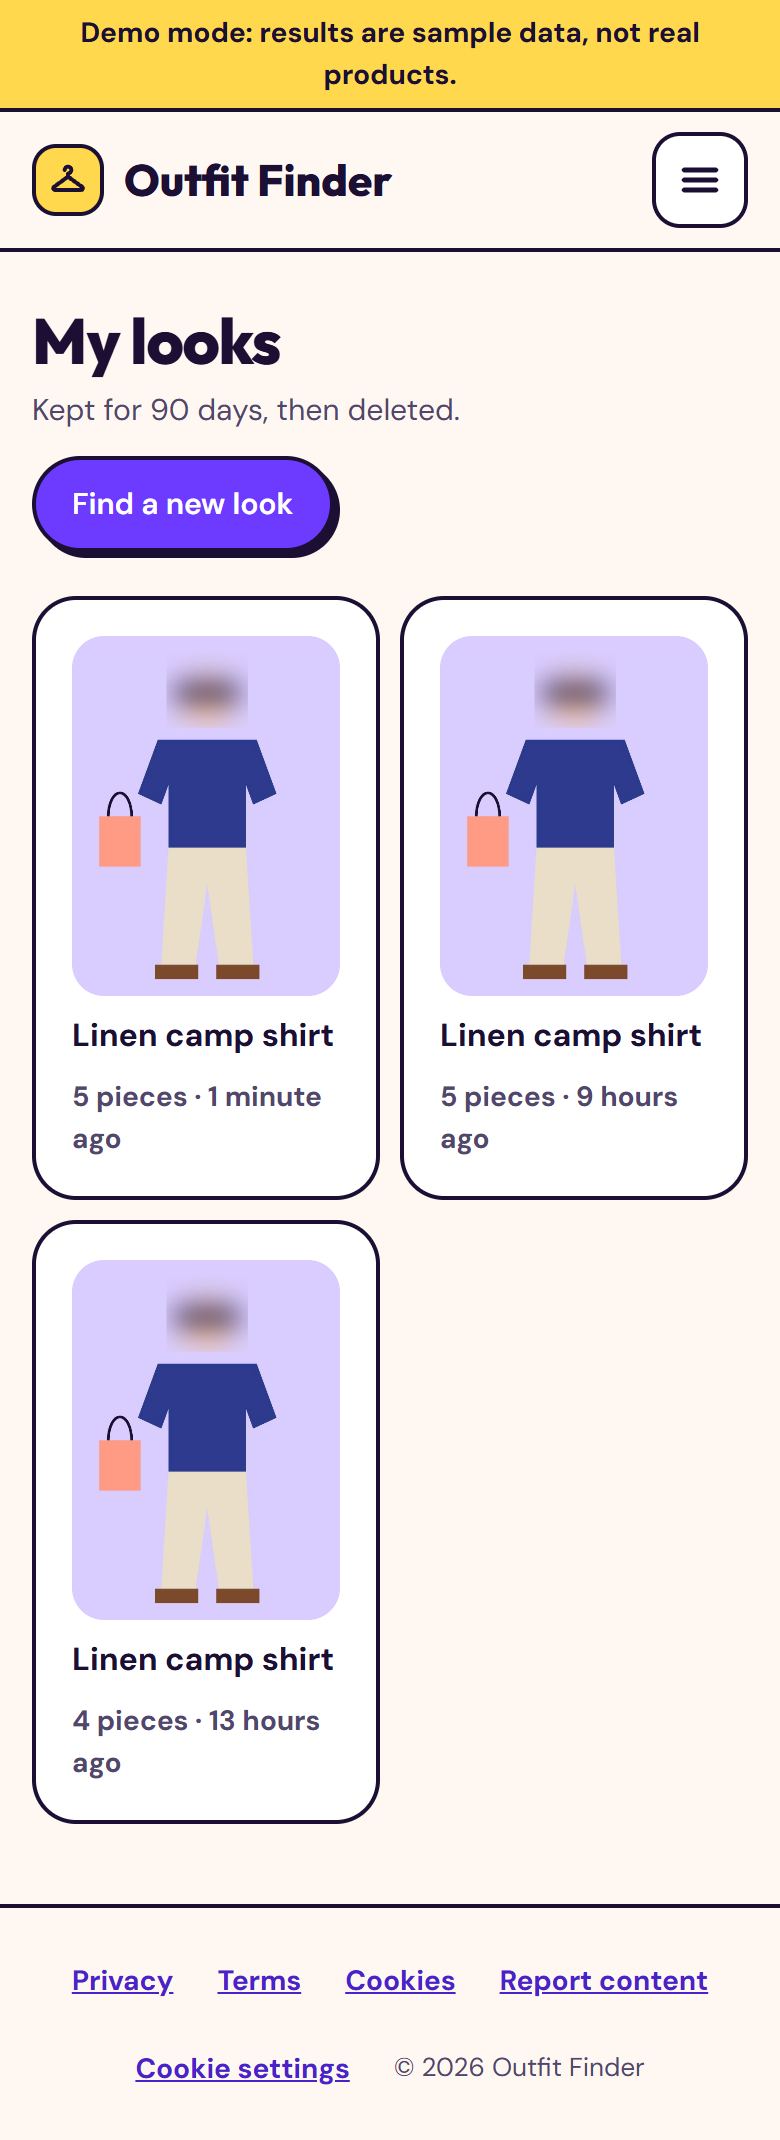 Demo mode: results are sample data, not real
products.
Outfit Finder
My looks
Kept for 90 days, then deleted.
Find a new look
Linen camp shirt
5 pieces · 1 minute
ago
Linen camp shirt
5 pieces · 9 hours
ago
Linen camp shirt
4 pieces · 13 hours
ago
Privacy Terms Cookies Report content
Cookie settings © 2026 Outfit Finder